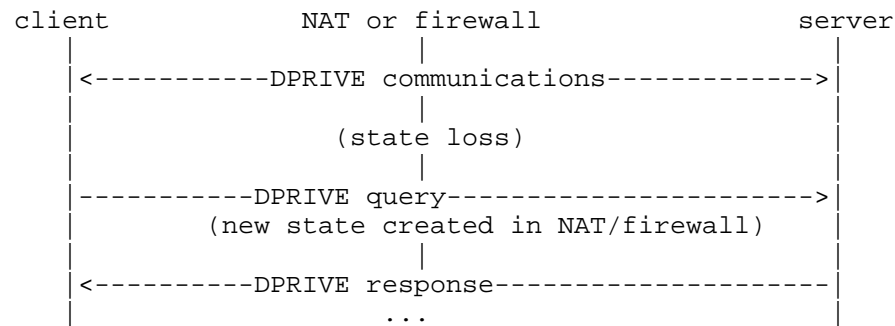 client NAT or firewall server
| | |
|<-----------DPRIVE communications------------->|
| | |
| (state loss) |
| | |
|-----------DPRIVE query----------------------->|
| (new state created in NAT/firewall) |
| | |
|<----------DPRIVE response---------------------|
| ... |